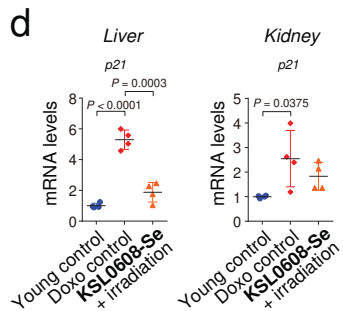 d
Liver
p21
P = 0.0003
P < 0.0001
mRNA levels
8
6
4
2
0
Young control
Doxo control
KSL0608-Se
+ irradiation
Kidney
p21
P = 0.0375
mRNA levels
5
4
3
2
1
0
Young control
Doxo control
KSL0608-Se
+ irradiation